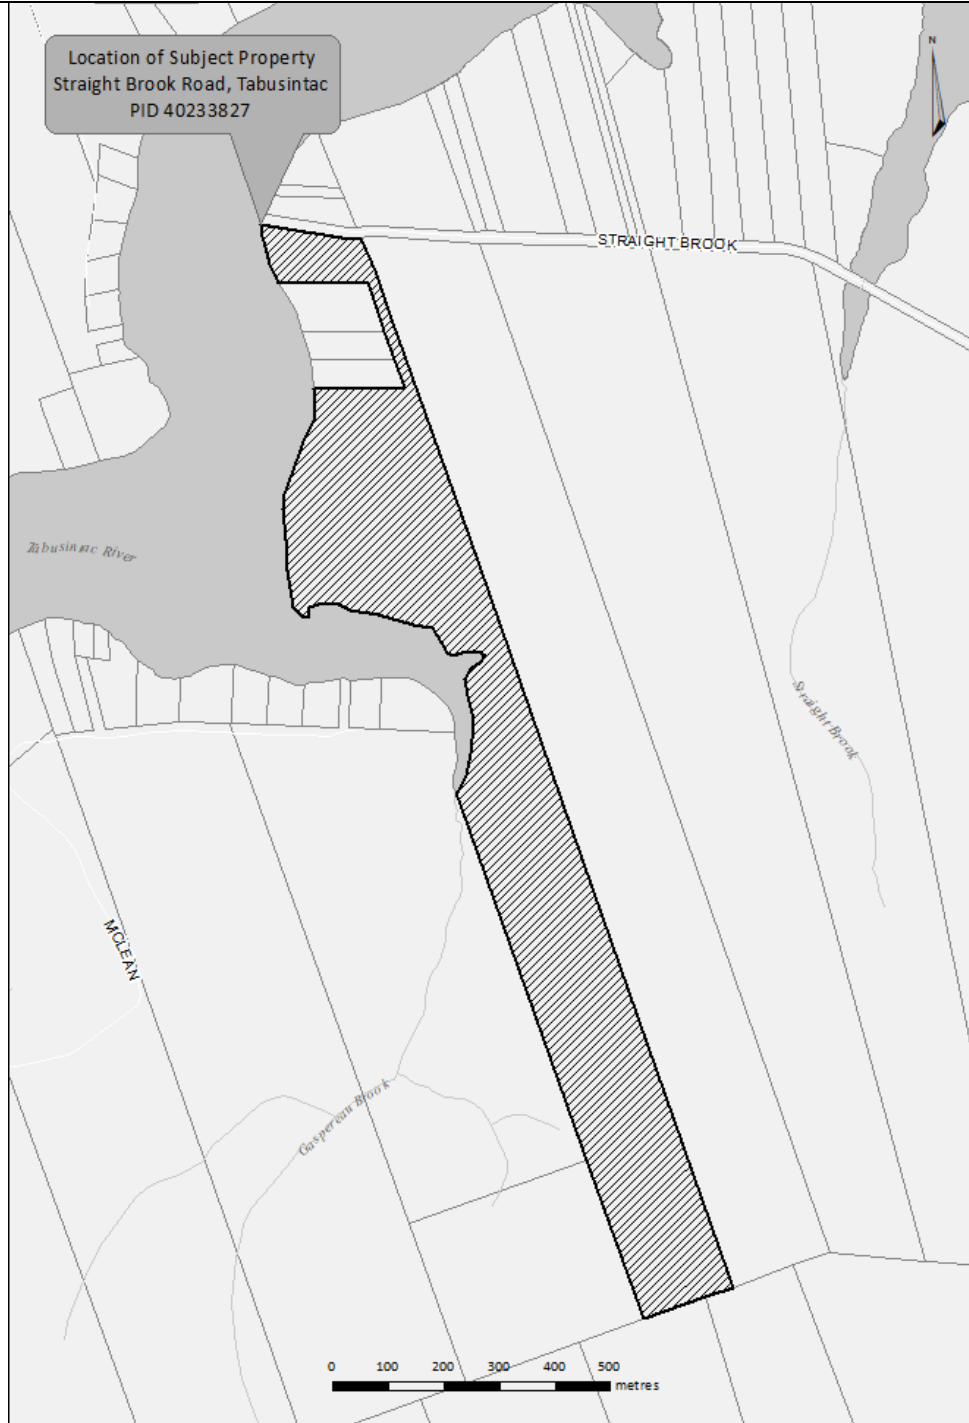 Location of Subject Property
Straight Brook Road, Tabusintac
PID 40233827
N
STRAIGHT BROOK
Tabusintac River
Straight Brook
MCLEAN
Gaspereau Brook
0 100 200 300 400 500
metres